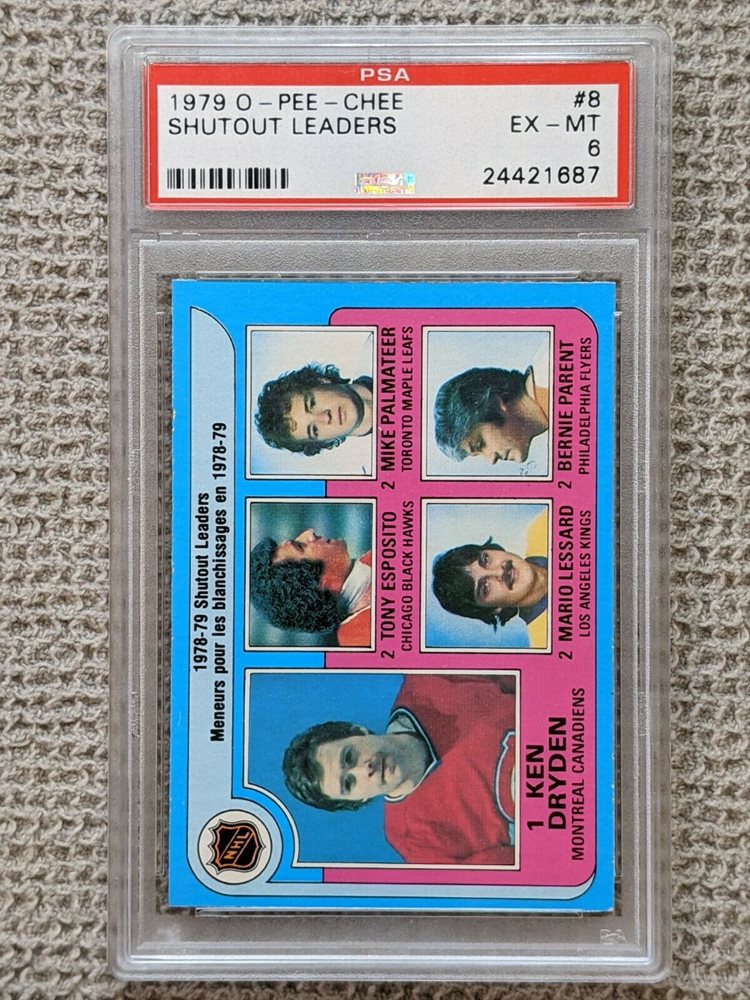 PSA
1979 O-PEE-CHEE #8
SHUTOUT LEADERS EX-MT
6
24421687
1978-79 Shutout Leaders
Meneurs pour les blanchissages en 1978-79
NHL
1 KEN
DRYDEN
MONTREAL CANADIENS
2 TONY ESPOSITO
CHICAGO BLACK HAWKS
2 MIKE PALMATEER
TORONTO MAPLE LEAFS
2 MARIO LESSARD
LOS ANGELES KINGS
2 BERNIE PARENT
PHILADELPHIA FLYERS